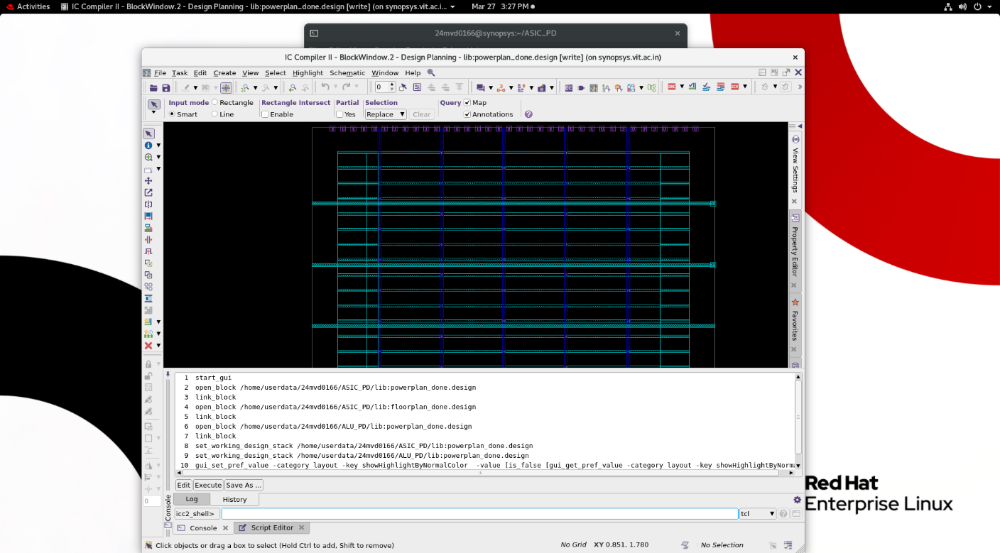 Activities
IC Compiler II - BlockWindow.2 - Design Planning - lib:powerplan_done.design [write] (on synopsys.vit.ac.i...
Mar 27 3:27 PM
24mvd0166@synopsys:~/ASIC_PD
IC Compiler II - BlockWindow.2 - Design Planning - lib:powerplan_done.design [write] (on synopsys.vit.ac.in)
File Task Edit Create View Select Highlight Schematic Window Help
0
Input mode Rectangle Rectangle Intersect Partial Selection Query Map
Smart Line Enable Yes Replace Clear Annotations
View Settings
Property Editor
Favorites
1 start_gui
2 open_block /home/userdata/24mvd0166/ASIC_PD/lib:powerplan_done.design
3 link_block
4 open_block /home/userdata/24mvd0166/ASIC_PD/lib:floorplan_done.design
5 link_block
6 open_block /home/userdata/24mvd0166/ALU_PD/lib:powerplan_done.design
7 link_block
8 set_working_design_stack /home/userdata/24mvd0166/ASIC_PD/lib:powerplan_done.design
9 set_working_design_stack /home/userdata/24mvd0166/ALU_PD/lib:powerplan_done.design
10 gui_set_pref_value -category layout -key showHighlightByNormalColor -value [is_false [gui_get_pref_value -category layout -key showHighlightByNorma
Edit Execute Save As ...
Log History
0
Console
icc2_shell> tcl
Console Script Editor
Click objects or drag a box to select (Hold Ctrl to add, Shift to remove)
No Grid XY 0.851, 1.780 No Selection
Red Hat
Enterprise Linux